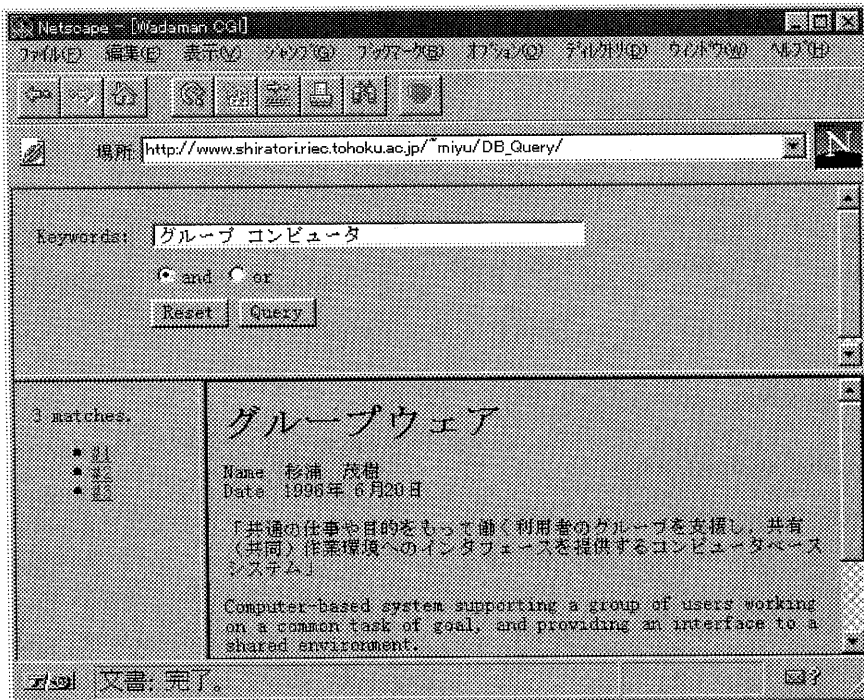 Netscape - [Wadaman CGI]
ファイル(F) 編集(E) 表示(V) ジャンプ(G) ブックマーク(B) オプション(O) ディレクトリ(D) ウィンドウ(W) ヘルプ(H)
場所 http://www.shiratori.riec.tohoku.ac.jp/~miyu/DB_Query/
N
Keywords: グループ コンピュータ
and or
Reset Query
3 matches.
#1
#2
#3
グループウェア
Name 杉浦 茂樹
Date 1996年 6月20日
「共通の仕事や目的をもって働く利用者のグループを支援し、共有
(共同)作業環境へのインタフェースを提供するコンピュータベース
システム」
Computer-based system supporting a group of users working
on a common task of goal, and providing an interface to a
shared environment.
文書: 完了。